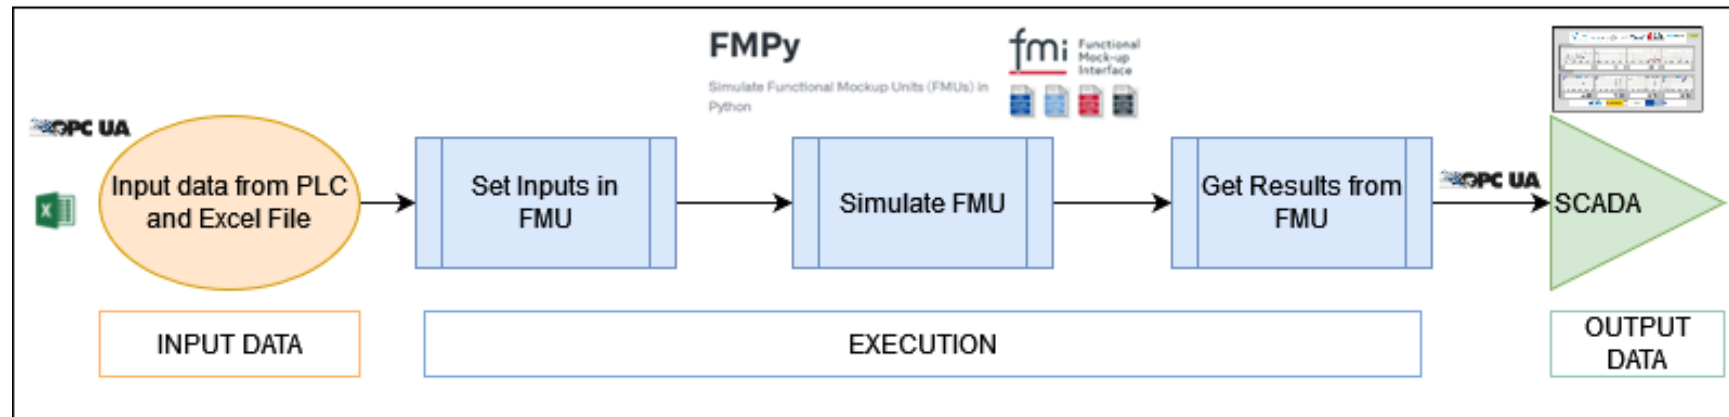 FMPy
Simulate Functional Mockup Units (FMUs) in
Python
fmi
Functional
Mock-up
Interface
OPC UA
Input data from PLC
and Excel File
Set Inputs in
FMU
Simulate FMU
Get Results from
FMU
OPC UA
SCADA
INPUT DATA
EXECUTION
OUTPUT
DATA